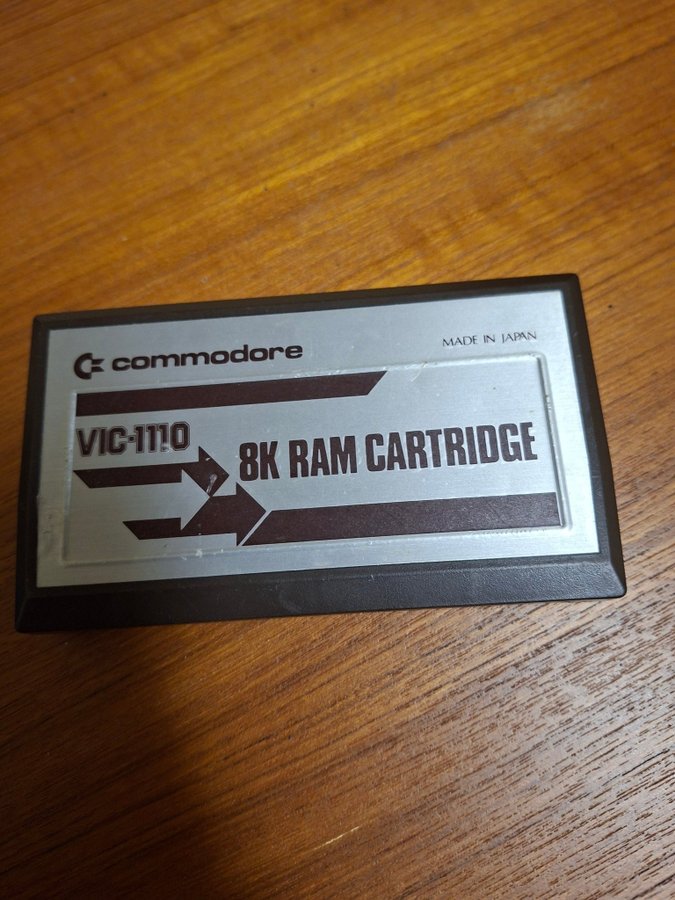 commodore
MADE IN JAPAN
VIC-1110
8K RAM CARTRIDGE